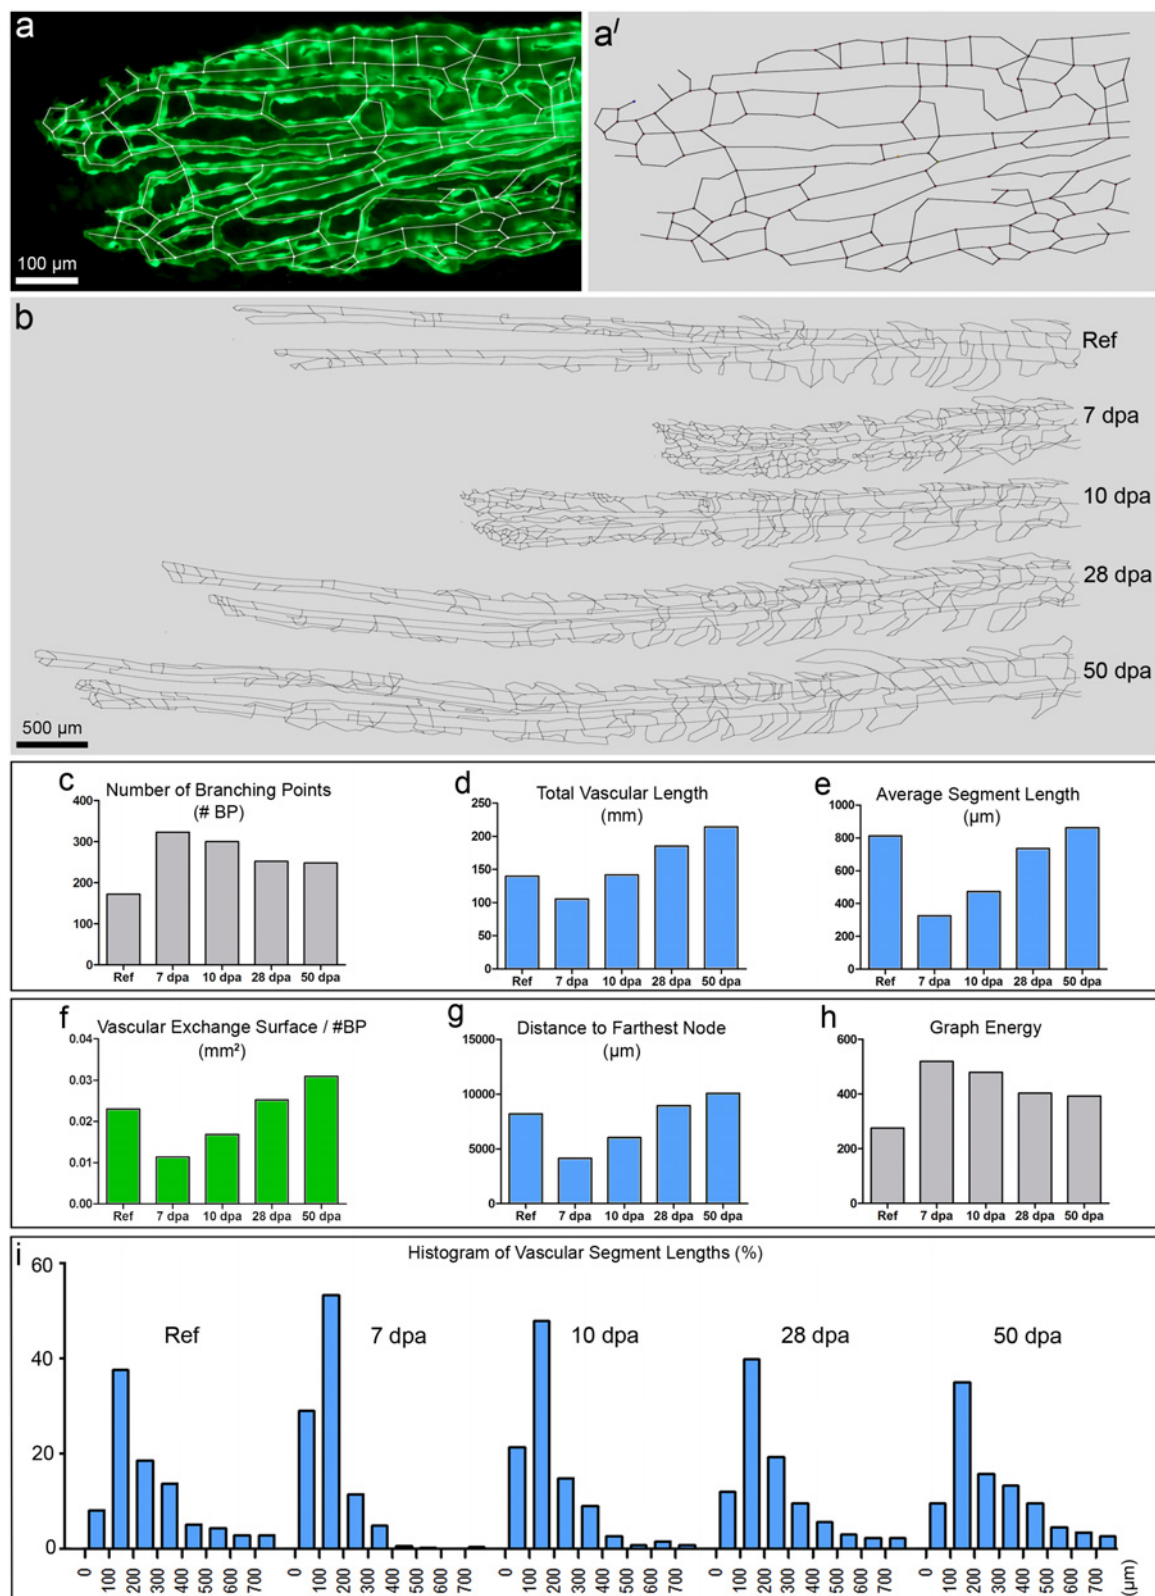 a
100 µm
a'
b
Ref
7 dpa
10 dpa
28 dpa
50 dpa
500 µm
c
Number of Branching Points
(# BP)
400
300
200
100
0
Ref 7 dpa 10 dpa 28 dpa 50 dpa
d
Total Vascular Length
(mm)
250
200
150
100
50
0
Ref 7 dpa 10 dpa 28 dpa 50 dpa
e
Average Segment Length
(µm)
1000
800
600
400
200
0
Ref 7 dpa 10 dpa 28 dpa 50 dpa
f
Vascular Exchange Surface / #BP
(mm²)
0.04
0.03
0.02
0.01
0.00
Ref 7 dpa 10 dpa 28 dpa 50 dpa
g
Distance to Farthest Node
(µm)
15000
10000
5000
0
Ref 7 dpa 10 dpa 28 dpa 50 dpa
h
Graph Energy
600
400
200
0
Ref 7 dpa 10 dpa 28 dpa 50 dpa
i
Histogram of Vascular Segment Lengths (%)
60
40
20
0
Ref
7 dpa
10 dpa
28 dpa
50 dpa
0 100 200 300 400 500 600 700
0 100 200 300 400 500 600 700
0 100 200 300 400 500 600 700
0 100 200 300 400 500 600 700
0 100 200 300 400 500 600 700
(µm)